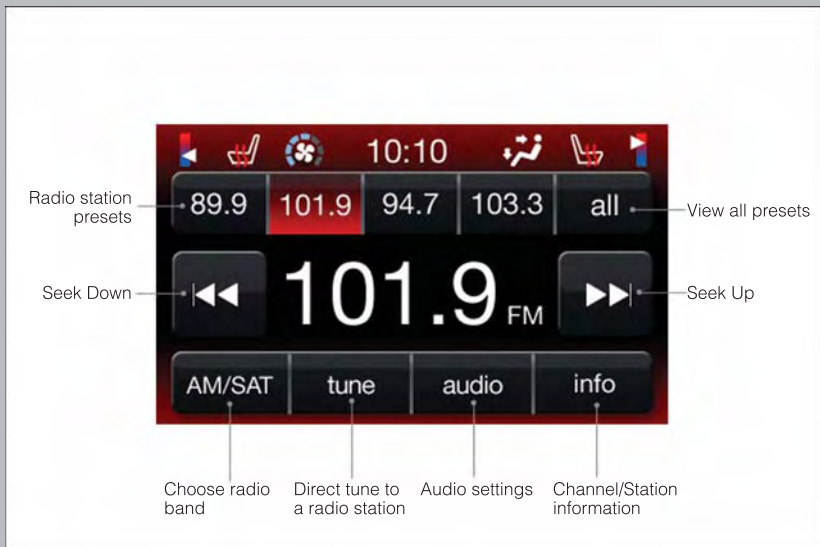 10:10
Radio station
presets
89.9 101.9 94.7 103.3 all
View all presets
Seek Down
101.9 FM
Seek Up
AM/SAT tune audio info
Choose radio
band
Direct tune to
a radio station
Audio settings
Channel/Station
information